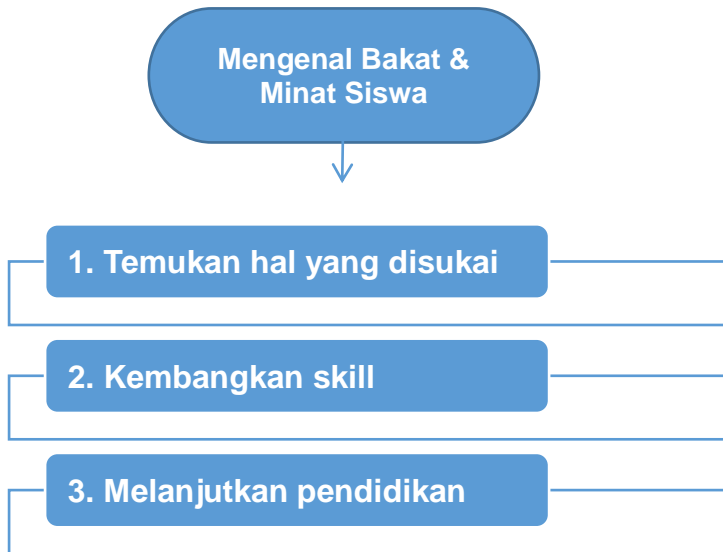 Mengenal Bakat &
Minat Siswa
1. Temukan hal yang disukai
2. Kembangkan skill
3. Melanjutkan pendidikan